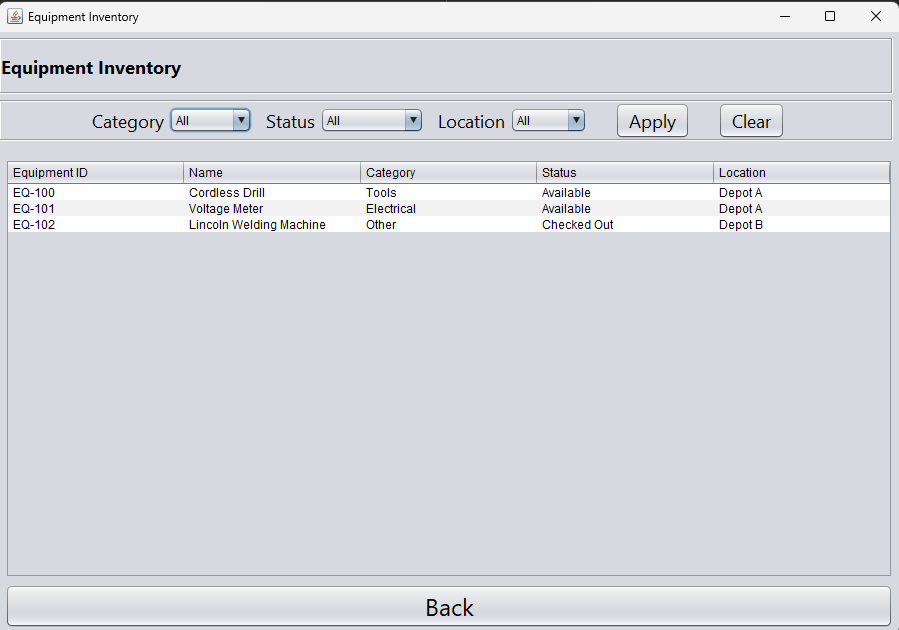 Equipment Inventory
Equipment Inventory
Category All Status All Location All Apply Clear
Equipment ID Name Category Status Location
EQ-100 Cordless Drill Tools Available Depot A
EQ-101 Voltage Meter Electrical Available Depot A
EQ-102 Lincoln Welding Machine Other Checked Out Depot B
Back